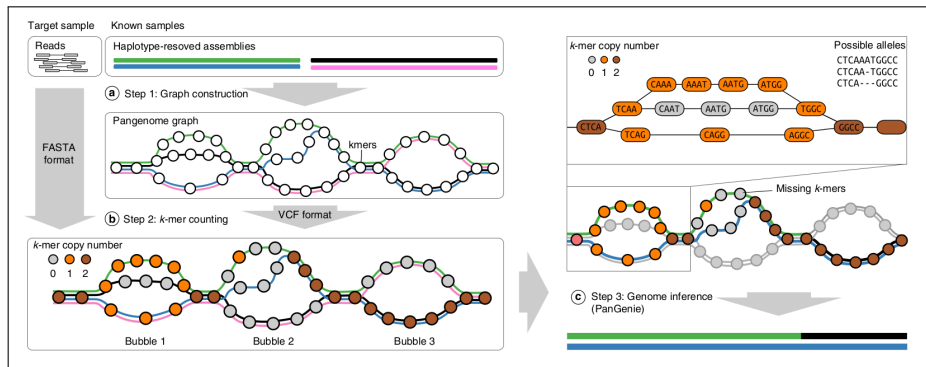 Target sample
Known samples
Reads
Haplotype-resoved assemblies
a Step 1: Graph construction
FASTA
format
Pangenome graph
kmers
b Step 2: k-mer counting
VCF format
k-mer copy number
0 1 2
Bubble 1
Bubble 2
Bubble 3
k-mer copy number
0 1 2
Possible alleles
CTCAAATGGCC
CTCAA-TGGCC
CTCA---GGCC
CAAA AAAT AATG ATGG
TCAA CAAT AATG ATGG TGGC
CTCA GGCC
TCAG CAGG AGGC
Missing k-mers
c Step 3: Genome inference
(PanGenie)